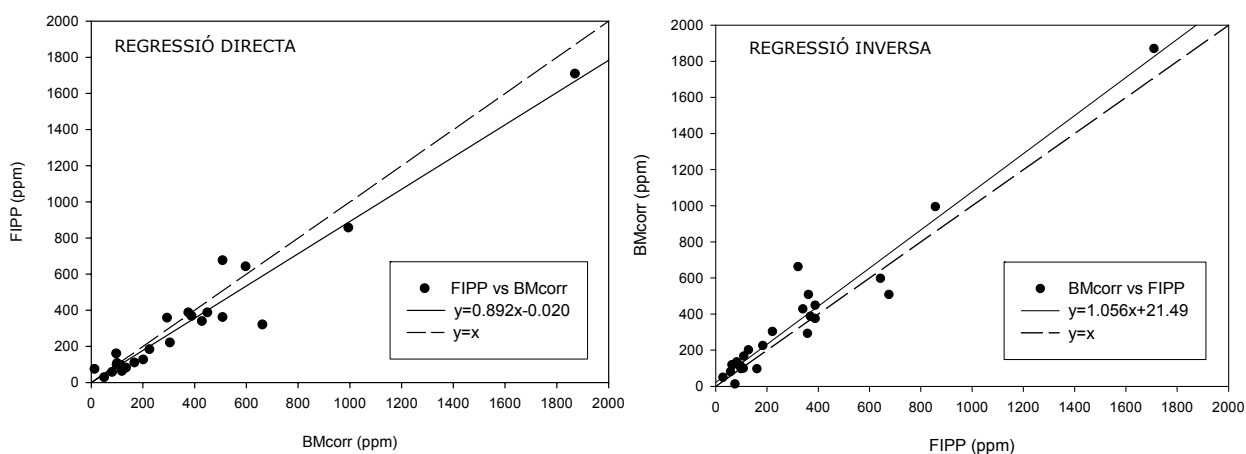 REGRESSIÓ DIRECTA
2000
1800
1600
1400
1200
1000
800
600
400
200
0
FIPP (ppm)
FIPP vs BMcorr
y=0.892x-0.020
y=x
0 200 400 600 800 1000 1200 1400 1600 1800 2000
BMcorr (ppm)
REGRESSIÓ INVERSA
2000
1800
1600
1400
1200
1000
800
600
400
200
0
BMcorr (ppm)
BMcorr vs FIPP
y=1.056x+21.49
y=x
0 200 400 600 800 1000 1200 1400 1600 1800 2000
FIPP (ppm)